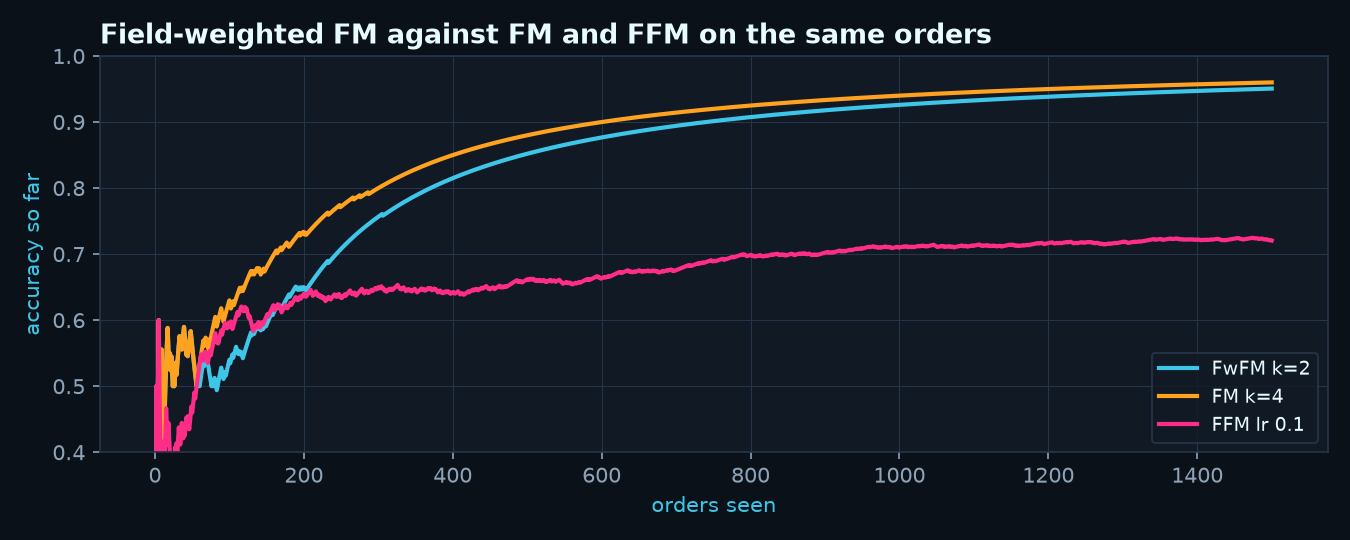 Field-weighted FM against FM and FFM on the same orders
1.0
0.9
0.8
0.7
0.6
0.5
0.4
accuracy so far
0 200 400 600 800 1000 1200 1400
orders seen
FwFM k=2
FM k=4
FFM lr 0.1